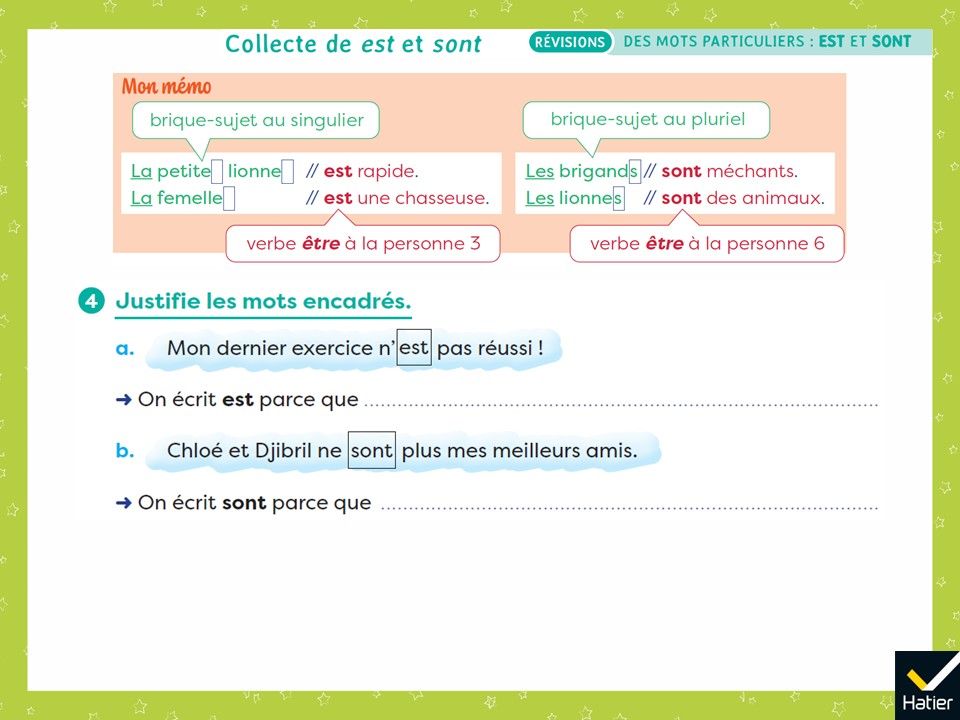 Collecte de est et sont
RÉVISIONS DES MOTS PARTICULIERS : EST ET SONT
Mon mémo
brique-sujet au singulier
La petite lionne // est rapide.
La femelle // est une chasseuse.
verbe être à la personne 3
brique-sujet au pluriel
Les brigands // sont méchants.
Les lionnes // sont des animaux.
verbe être à la personne 6
4 Justifie les mots encadrés.
a. Mon dernier exercice n’est pas réussi !
➜ On écrit est parce que ........................................
b. Chloé et Djibril ne sont plus mes meilleurs amis.
➜ On écrit sont parce que ........................................
Hatier